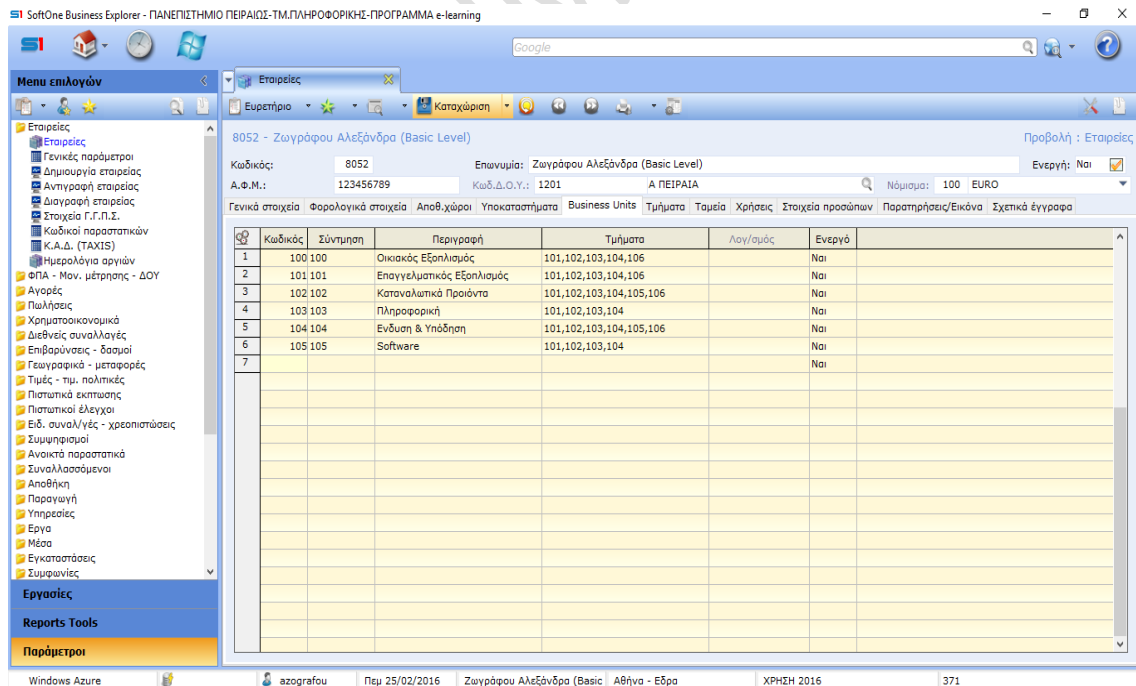 SoftOne Business Explorer - ΠΑΝΕΠΙΣΤΗΜΙΟ ΠΕΙΡΑΙΩΣ-ΤΜ.ΠΛΗΡΟΦΟΡΙΚΗΣ-ΠΡΟΓΡΑΜΜΑ e-learning
Google
Menu επιλογών
Εταιρείες
Ευρετήριο Καταχώριση
Εταιρείες
Εταιρείες
Γενικές παράμετροι
Δημιουργία εταιρείας
Αντιγραφή εταιρείας
Διαγραφή εταιρείας
Στοιχεία Γ.Γ.Π.Σ.
Κωδικοί παραστατικών
Κ.Α.Δ. (TAXIS)
Ημερολόγια αργιών
ΦΠΑ - Μον. μέτρησης - ΔΟΥ
Αγορές
Πωλήσεις
Χρηματοοικονομικά
Διεθνείς συναλλαγές
Επιβαρύνσεις - δασμοί
Γεωγραφικά - μεταφορές
Τιμές - τιμ. πολιτικές
Πιστωτικά εκπτωσης
Πιστωτικοί έλεγχοι
Ειδ. συναλ/γές - χρεοπιστώσεις
Συμψηφισμοί
Ανοικτά παραστατικά
Συναλλασσόμενοι
Αποθήκη
Παραγωγή
Υπηρεσίες
Εργα
Μέσα
Εγκαταστάσεις
Συμφωνίες
Εργασίες
Reports Tools
Παράμετροι
8052 - Ζωγράφου Αλεξάνδρα (Basic Level) Προβολή : Εταιρείες
Κωδικός: 8052 Επωνυμία: Ζωγράφου Αλεξάνδρα (Basic Level) Ενεργή: Ναι
Α.Φ.Μ.: 123456789 Κωδ.Δ.Ο.Υ.: 1201 Α ΠΕΙΡΑΙΑ Νόμισμα: 100 EURO
Γενικά στοιχεία Φορολογικά στοιχεία Αποθ.χώροι Υποκαταστήματα Business Units Τμήματα Ταμεία Χρήσεις Στοιχεία προσώπων Παρατηρήσεις/Εικόνα Σχετικά έγγραφα
Κωδικός Σύντμηση Περιγραφή Τμήματα Λογ/σμός Ενεργό
1 100 100 Οικιακός Εξοπλισμός 101,102,103,104,106 Ναι
2 101 101 Επαγγελματικός Εξοπλισμός 101,102,103,104,106 Ναι
3 102 102 Καταναλωτικά Προιόντα 101,102,103,104,105,106 Ναι
4 103 103 Πληροφορική 101,102,103,104 Ναι
5 104 104 Ενδυση & Υπόδηση 101,102,103,104,105,106 Ναι
6 105 105 Software 101,102,103,104 Ναι
7 Ναι
Windows Azure azografou Πεμ 25/02/2016 Ζωγράφου Αλεξάνδρα (Basic Αθήνα - Εδρα ΧΡΗΣΗ 2016 371